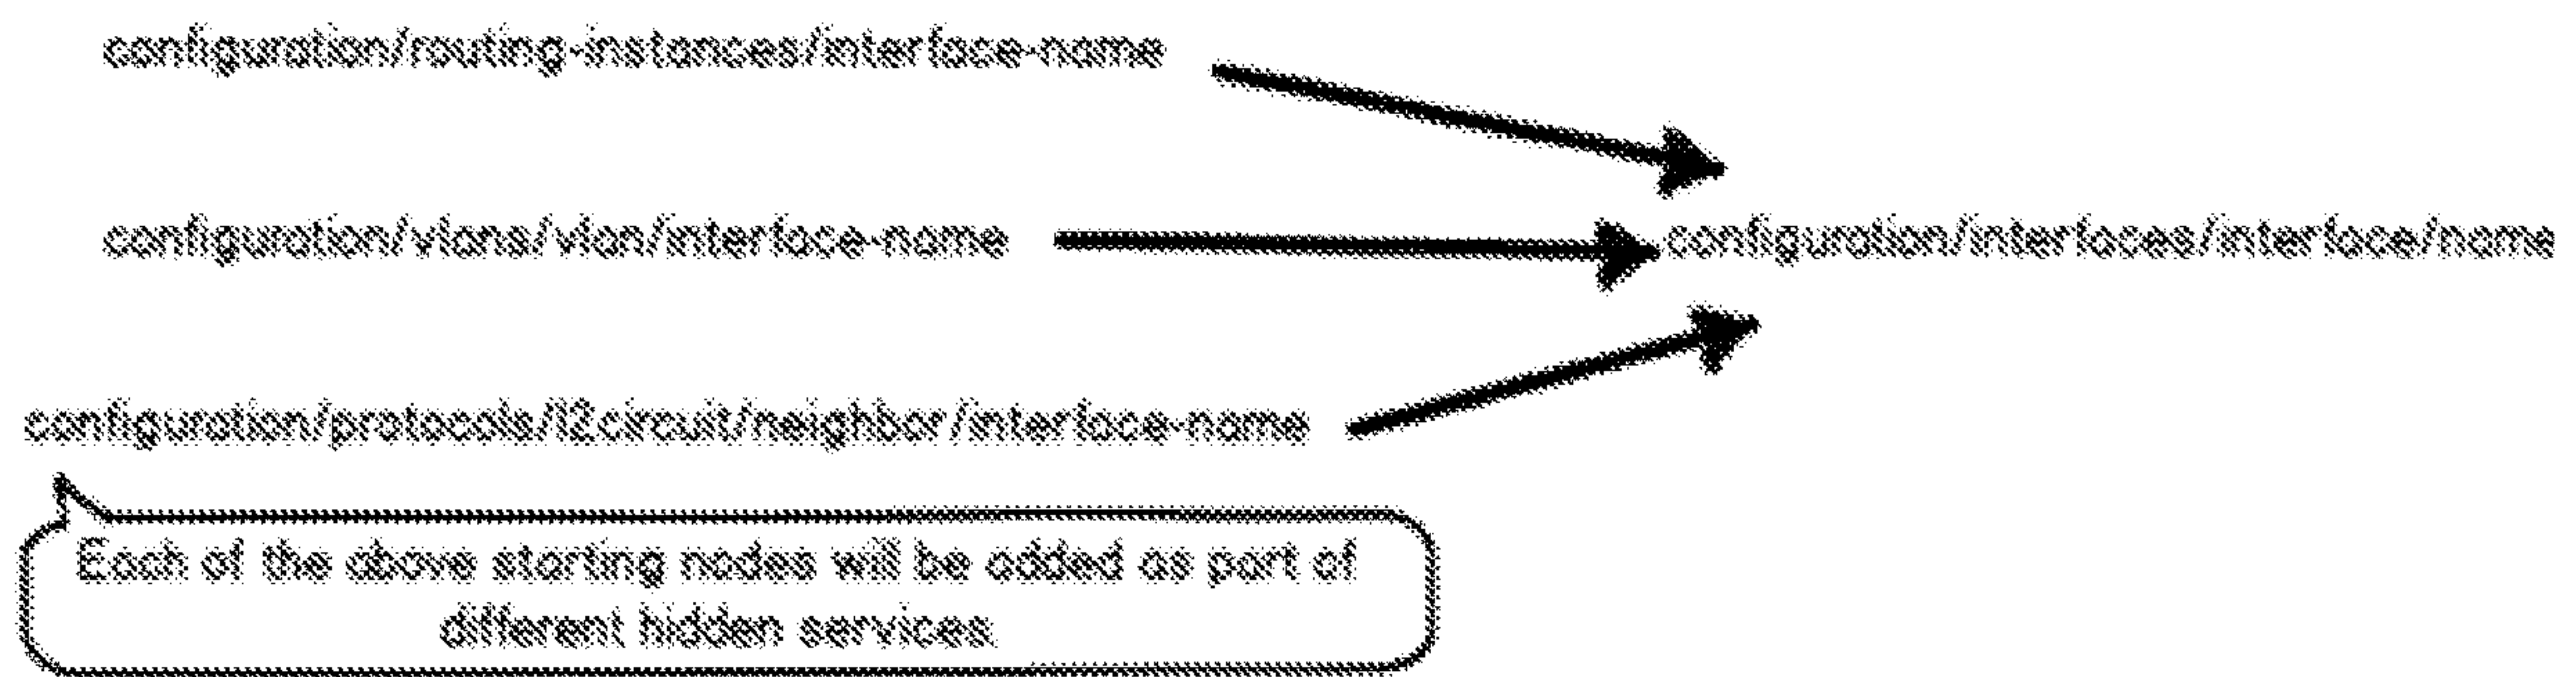 configuration/routing-instances/interface-name
configuration/vlans/vlan/interface-name
configuration/interfaces/interface/name
configuration/protocols/l2circuit/neighbor/interface-name
Each of the above starting nodes will be added as part of
different hidden services